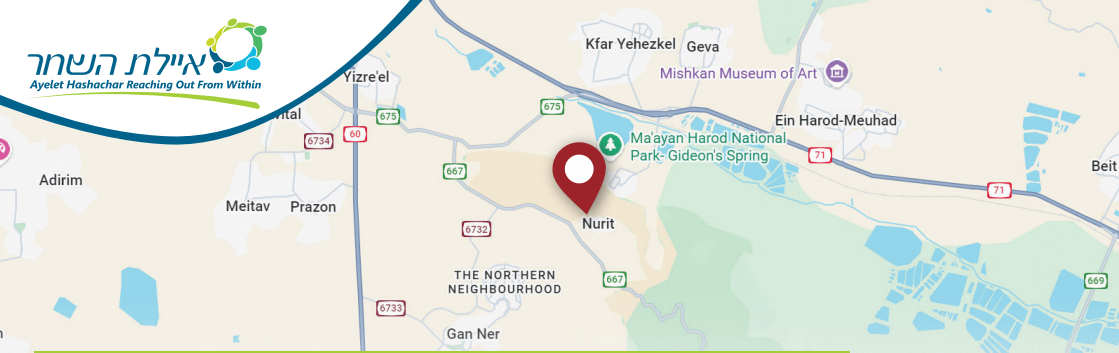 איילת השחר
Ayelet Hashachar Reaching Out From Within
Kfar Yehezkel
Geva
Mishkan Museum of Art
Yizre'el
ital
675
675
6734
60
Ein Harod-Meuhad
Ma'ayan Harod National
Park- Gideon's Spring
71
667
Beit
Adirim
71
Meitav
Prazon
Nurit
6732
THE NORTHERN
NEIGHBOURHOOD
667
669
6733
Gan Ner